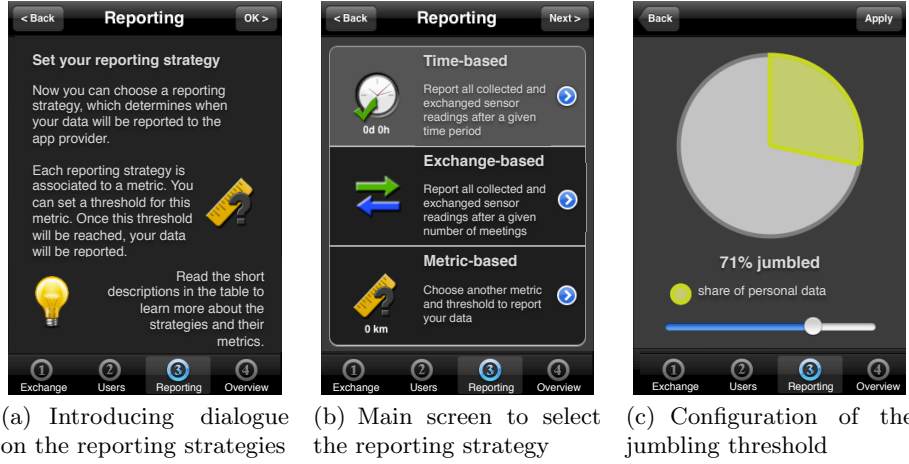 < Back
Reporting
OK >
Set your reporting strategy
Now you can choose a reporting
strategy, which determines when
your data will be reported to the
app provider.
Each reporting strategy is
associated to a metric. You
can set a threshold for this
metric. Once this threshold
will be reached, your data
will be reported.
Read the short
descriptions in the table to
learn more about the
strategies and their
metrics.
1 2 3 4
Exchange Users Reporting Overview
(a) Introducing dialogue
on the reporting strategies
< Back
Reporting
Next >
Time-based
Report all collected and
exchanged sensor
readings after a given
time period
0d 0h
Exchange-based
Report all collected and
exchanged sensor
readings after a given
number of meetings
Metric-based
Choose another metric
and threshold to report
your data
?
0 km
1 2 3 4
Exchange Users Reporting Overview
(b) Main screen to select
the reporting strategy
Back
Apply
71% jumbled
share of personal data
1 2 3 4
Exchange Users Reporting Overview
(c) Configuration of the
jumbling threshold